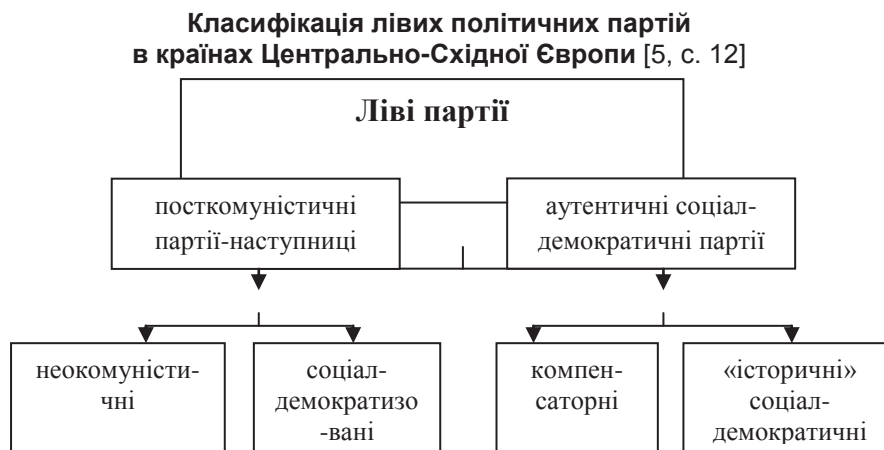 Класифікація лівих політичних партій
в країнах Центрально-Східної Європи [5, с. 12]
Ліві партії
посткомуністичні
партії-наступниці
аутентичні соціал-
демократичні партії
неокомуністи-
чні
соціал-
демократизо
-вані
компен-
саторні
«історичні»
соціал-
демократичні